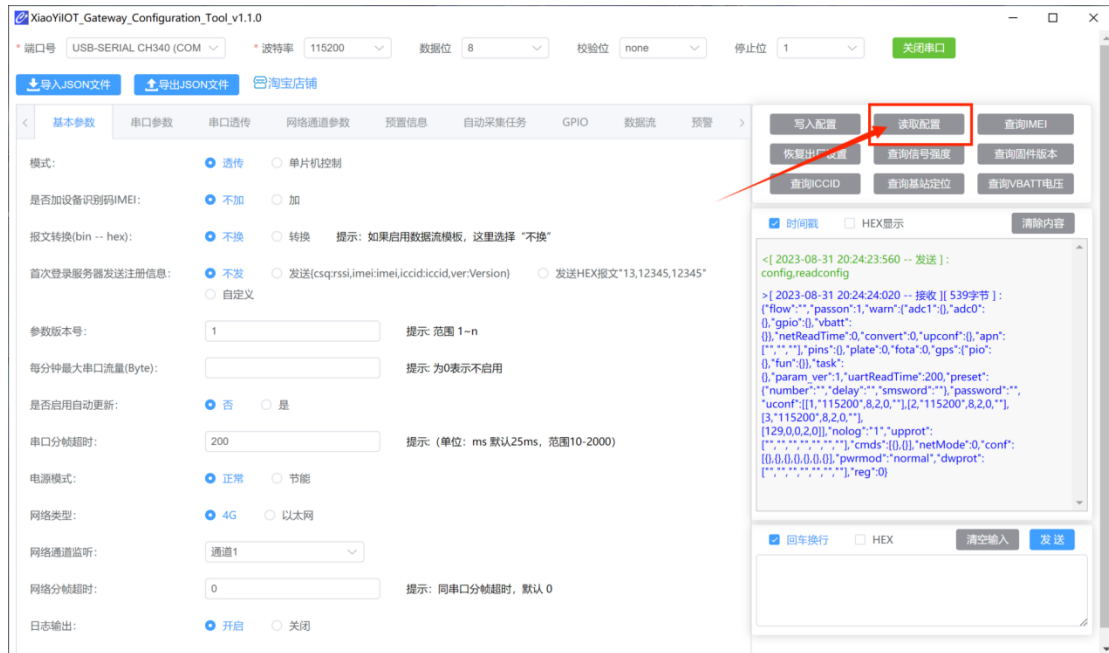 XiaoYiIOT_Gateway_Configuration_Tool_v1.1.0
* 端口号 USB-SERIAL CH340 (COM * 波特率 115200 数据位 8 校验位 none 停止位 1 关闭串口
导入JSON文件 导出JSON文件 淘宝店铺
基本参数 串口参数 串口透传 网络通道参数 预置信息 自动采集任务 GPIO 数据流 预警
模式: 透传 单片机控制
是否加设备识别码IMEI: 不加 加
报文转换(bin -- hex): 不换 转换 提示：如果启用数据流模板，这里选择“不换”
首次登录服务器发送注册信息: 不发 发送(csq:rssi,imei:imei,iccid:iccid,ver:Version) 发送HEX报文"13,12345,12345"
自定义
参数版本号: 1 提示: 范围 1~n
每分钟最大串口流量(Byte): 提示: 为0表示不启用
是否启用自动更新: 否 是
串口分帧超时: 200 提示:（单位：ms 默认25ms，范围10-2000）
电源模式: 正常 节能
网络类型: 4G 以太网
网络通道监听: 通道1
网络分帧超时: 0 提示：同串口分帧超时，默认 0
日志输出: 开启 关闭
写入配置 读取配置 查询IMEI
恢复出厂设置 查询信号强度 查询固件版本
查询ICCID 查询基站定位 查询VBATT电压
时间戳 HEX显示 清除内容
<[ 2023-08-31 20:24:23:560 -- 发送 ] :
config,readconfig
>[ 2023-08-31 20:24:24:020 -- 接收 ][ 539字节 ] :
{"flow":"","passon":1,"warn":{"adc1":{},"adc0":
{},"gpio":{},"vbatt":
{}},"netReadTime":0,"convert":0,"upconf":{},"apn":
["","",""],"pins":{},"plate":0,"fota":0,"gps":{"pio":
{},"fun":{}},"task":
{},"param_ver":1,"uartReadTime":200,"preset":
{"number":"","delay":"","smsword":""},"password":"",
"uconf":[[1,"115200",8,2,0,""],[2,"115200",8,2,0,""],
[3,"115200",8,2,0,""],
[129,0,0,2,0]],"nolog":"1","upprot":
["","","","","","",""],"cmds":[{},{}],"netMode":0,"conf":
[{},{},{},{},{},{},{}],"pwrmod":"normal","dwprot":
["","","","","","",""],"reg":0}
回车换行 HEX 清空输入 发 送